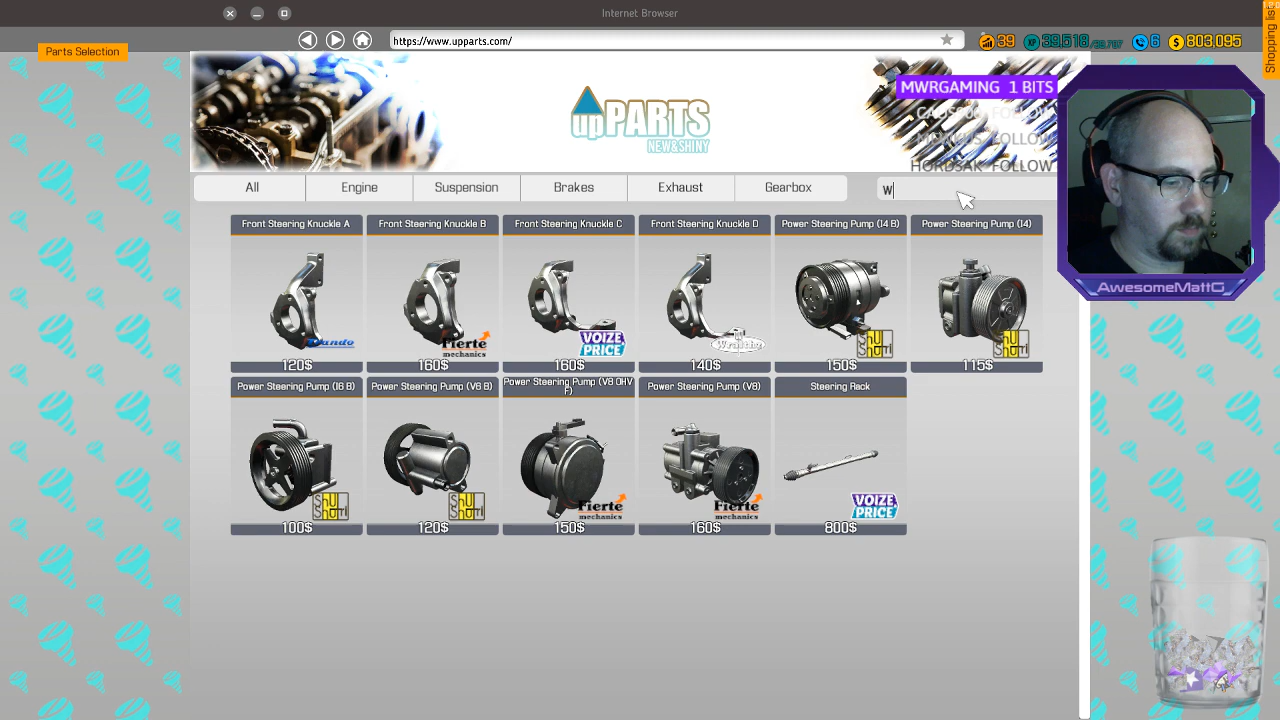 Internet Browser
Parts Selection
https://www.upparts.com/
39
39,518
6
803,095
Shopping list
upPARTS
NEW&SHINY
MWRGAMING 1 BITS
FOLLOW
FOLLOW
HORDSAK FOLLOW
All
Engine
Suspension
Brakes
Exhaust
Gearbox
W
Front Steering Knuckle A
Front Steering Knuckle B
Front Steering Knuckle C
Front Steering Knuckle D
Power Steering Pump (I4 B)
Power Steering Pump (I4)
Fierte mechanics
VOIZE PRICE
120$
160$
160$
140$
150$
115$
AwesomeMattG
Power Steering Pump (I6 B)
Power Steering Pump (V6 B)
Power Steering Pump (V8 OHV F)
Power Steering Pump (V8)
Steering Rack
Fierte mechanics
Fierte mechanics
VOIZE PRICE
100$
120$
150$
160$
800$